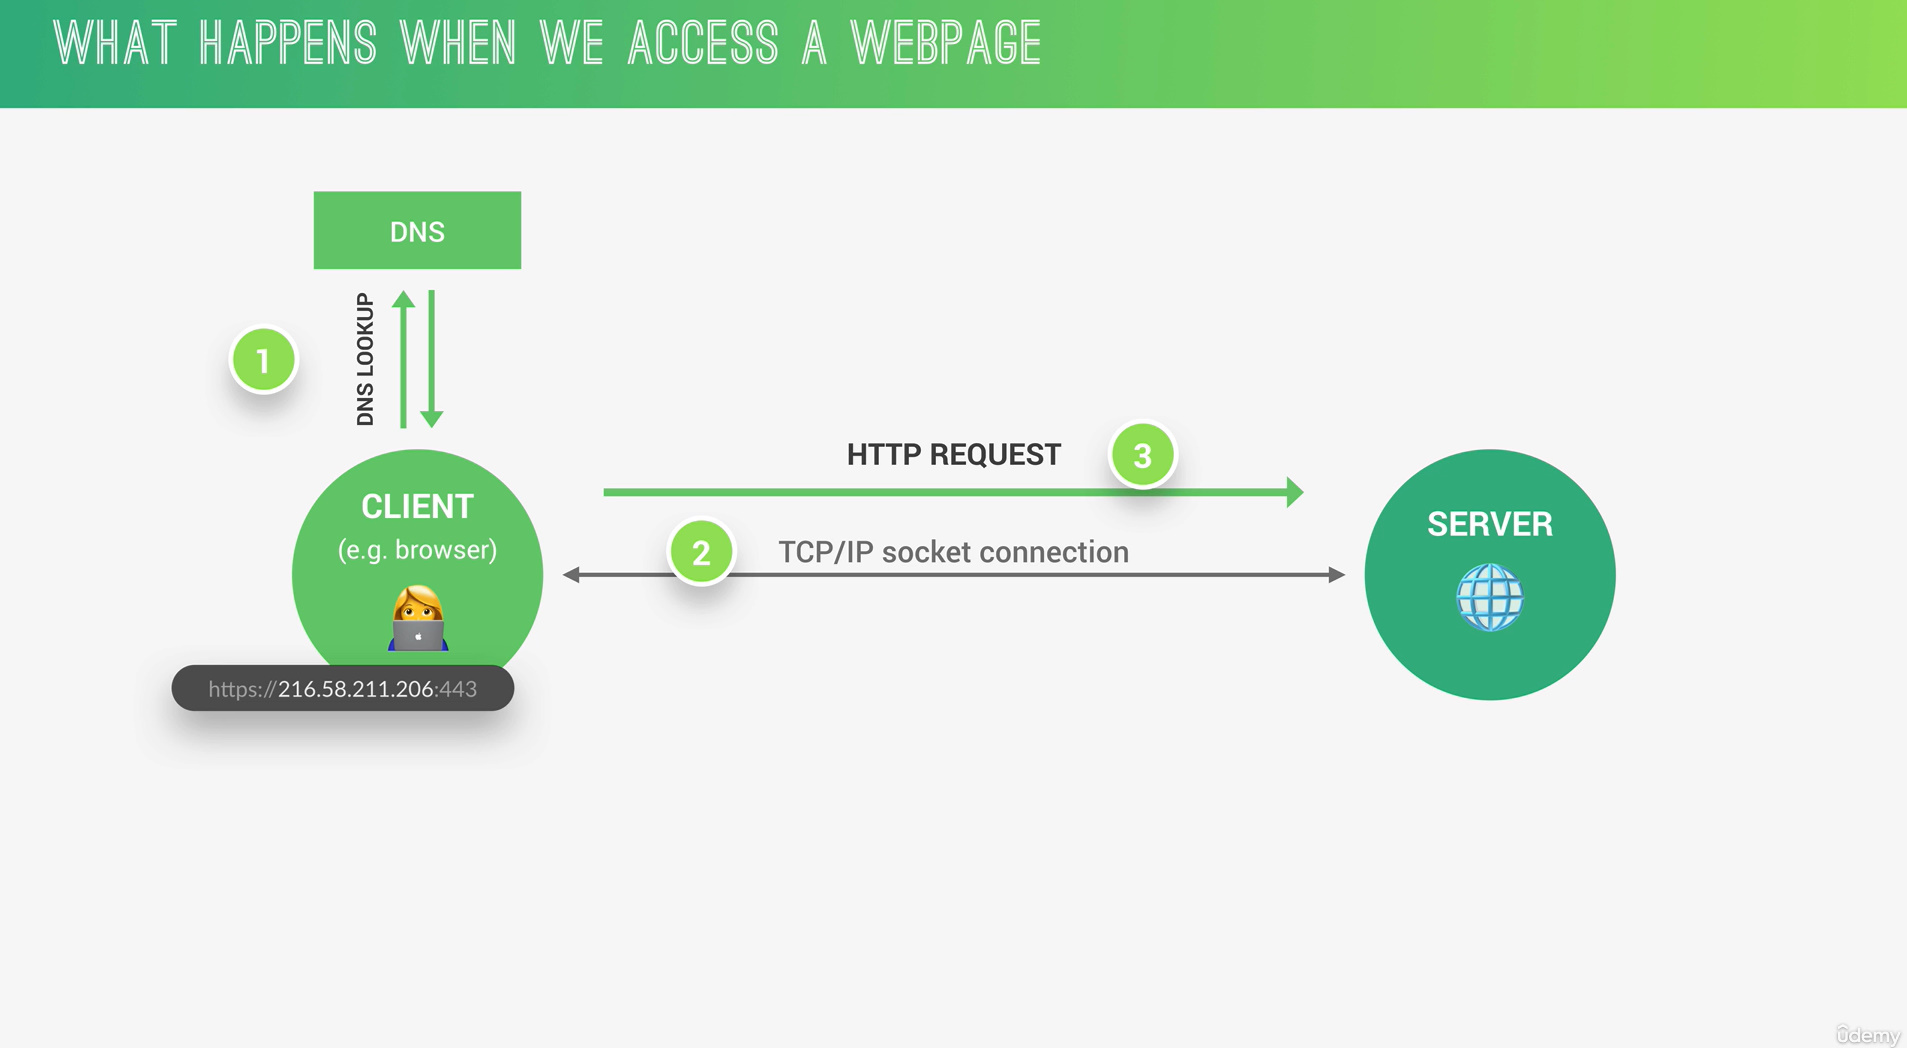 WHAT HAPPENS WHEN WE ACCESS A WEBPAGE
DNS
DNS LOOKUP
1
HTTP REQUEST
3
CLIENT
(e.g. browser)
2
TCP/IP socket connection
SERVER
https://216.58.211.206:443
ûdemy